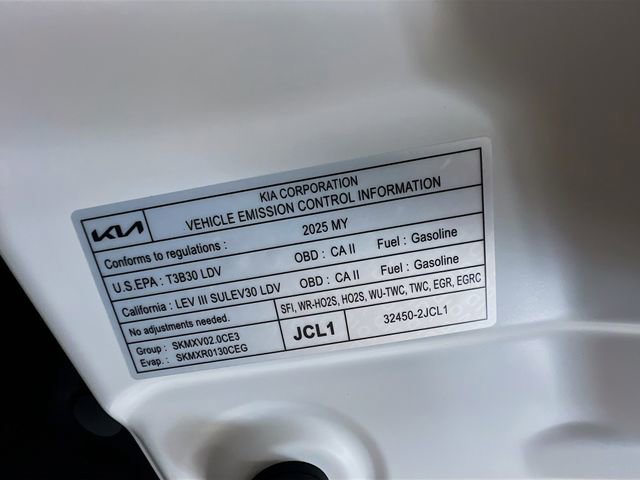 KIA
KIA CORPORATION
VEHICLE EMISSION CONTROL INFORMATION
Conforms to regulations : 2025 MY
U.S.EPA : T3B30 LDV OBD : CA II Fuel : Gasoline
California : LEV III SULEV30 LDV OBD : CA II Fuel : Gasoline
No adjustments needed. SFI, WR-HO2S, HO2S, WU-TWC, TWC, EGR, EGRC
Group : SKMXV02.0CE3
Evap. : SKMXR0130CEG
JCL1
32450-2JCL1